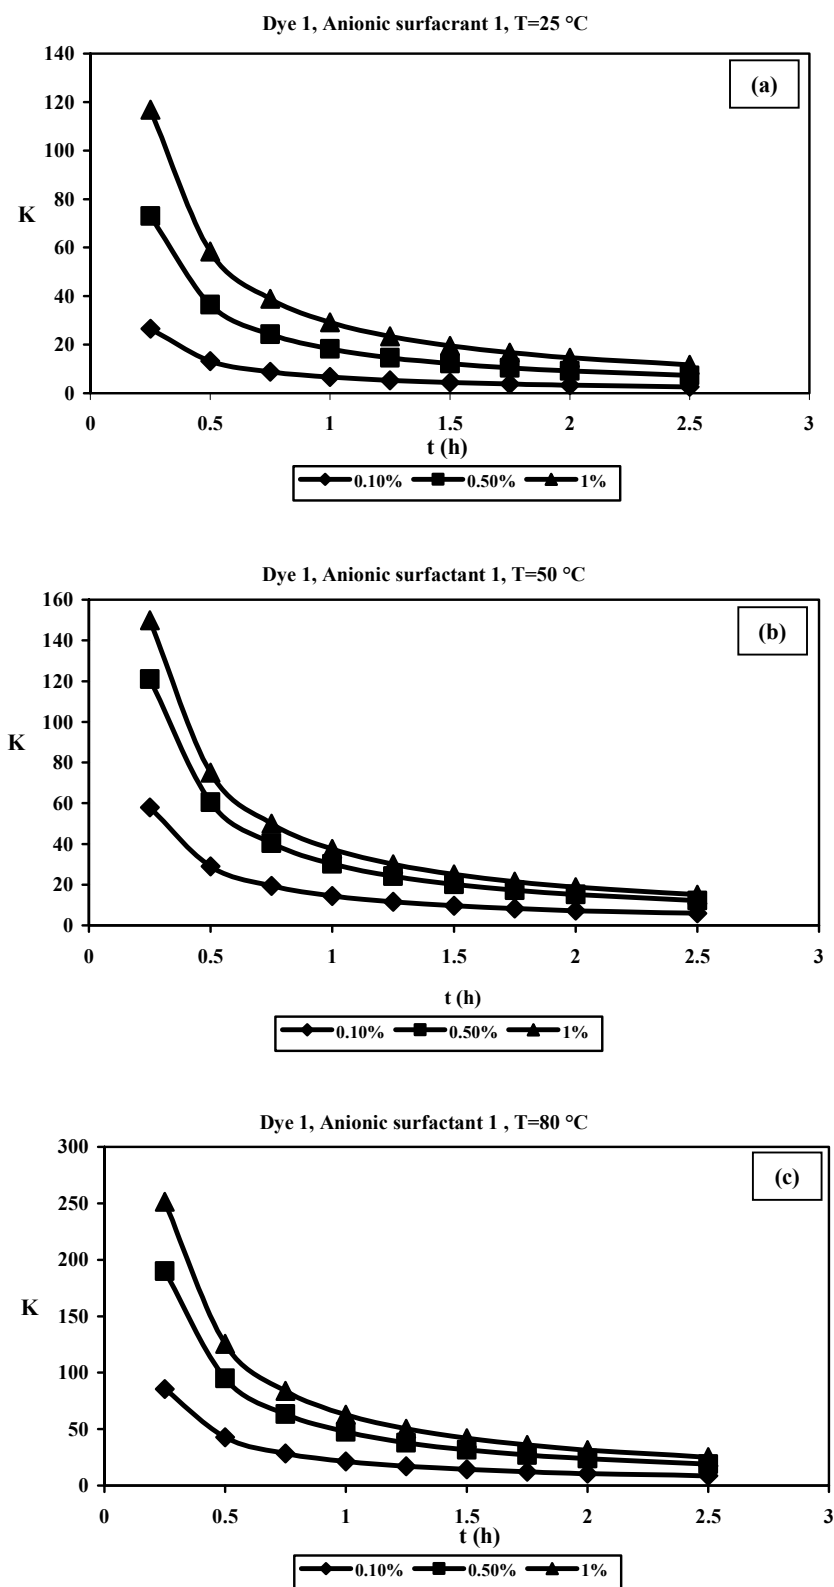 Dye 1, Anionic surfacrant 1, T=25 °C
(a)
140
120
100
80
60
40
20
0
K
0 0.5 1 1.5 2 2.5 3
t (h)
0.10% 0.50% 1%
Dye 1, Anionic surfactant 1, T=50 °C
(b)
160
140
120
100
80
60
40
20
0
K
0 0.5 1 1.5 2 2.5 3
t (h)
0.10% 0.50% 1%
Dye 1, Anionic surfactant 1 , T=80 °C
(c)
300
250
200
150
100
50
0
K
0 0.5 1 1.5 2 2.5 3
t (h)
0.10% 0.50% 1%